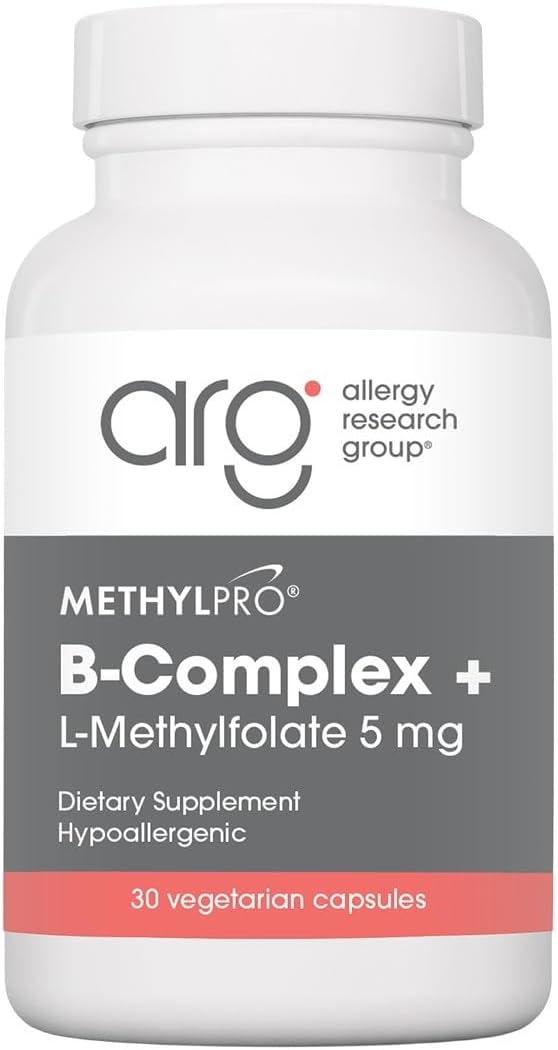 arg
allergy
research
group®
METHYLPRO®
B-Complex +
L-Methylfolate 5 mg
Dietary Supplement
Hypoallergenic
30 vegetarian capsules